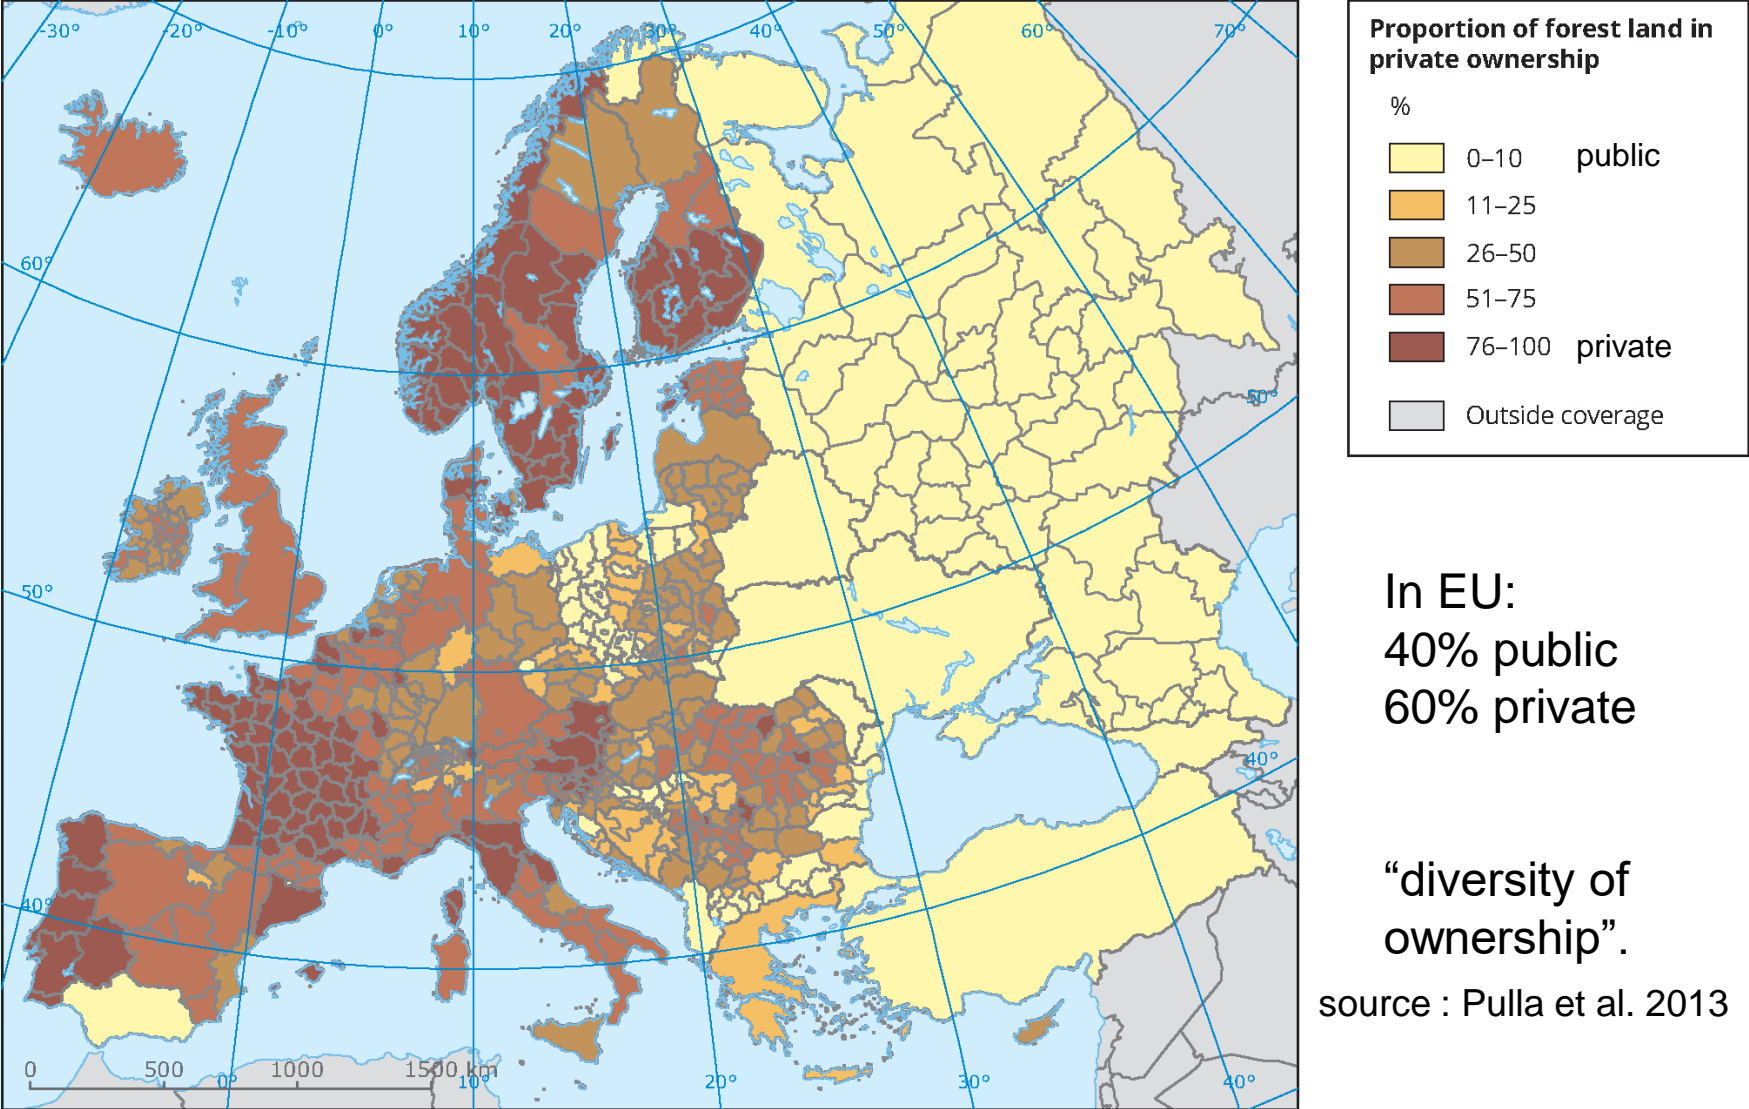 -30°
-20°
-10°
0°
10°
20°
30°
40°
50°
60°
70°
60°
50°
50°
40°
40°
0
500
1000
1500 km
0°
10°
20°
30°
40°
Proportion of forest land in
private ownership
%
0–10 public
11–25
26–50
51–75
76–100 private
Outside coverage
In EU:
40% public
60% private
“diversity of
ownership”.
source : Pulla et al. 2013